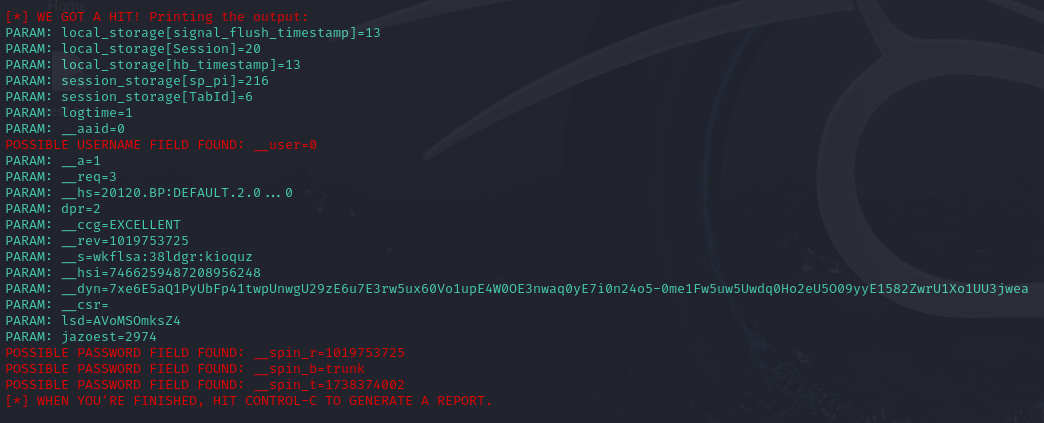 Home
[*] WE GOT A HIT! Printing the output:
PARAM: local_storage[signal_flush_timestamp]=13
PARAM: local_storage[Session]=20
PARAM: local_storage[hb_timestamp]=13
PARAM: session_storage[sp_pi]=216
PARAM: session_storage[TabId]=6
PARAM: logtime=1
PARAM: __aaid=0
POSSIBLE USERNAME FIELD FOUND: __user=0
PARAM: __a=1
PARAM: __req=3
PARAM: __hs=20120.BP:DEFAULT.2.0...0
PARAM: dpr=2
PARAM: __ccg=EXCELLENT
PARAM: __rev=1019753725
PARAM: __s=wkflsa:38ldgr:kioquz
PARAM: __hsi=7466259487208956248
PARAM: __dyn=7xe6E5aQ1PyUbFp41twpUnwgU29zE6u7E3rw5ux60Vo1upE4W0OE3nwaq0yE7i0n24o5-0me1Fw5uw5Uwdq0Ho2eU5O09yyE1582ZwrU1Xo1UU3jwea
PARAM: __csr=
PARAM: lsd=AVoMSOmksZ4
PARAM: jazoest=2974
POSSIBLE PASSWORD FIELD FOUND: __spin_r=1019753725
POSSIBLE PASSWORD FIELD FOUND: __spin_b=trunk
POSSIBLE PASSWORD FIELD FOUND: __spin_t=1738374002
[*] WHEN YOU'RE FINISHED, HIT CONTROL-C TO GENERATE A REPORT.